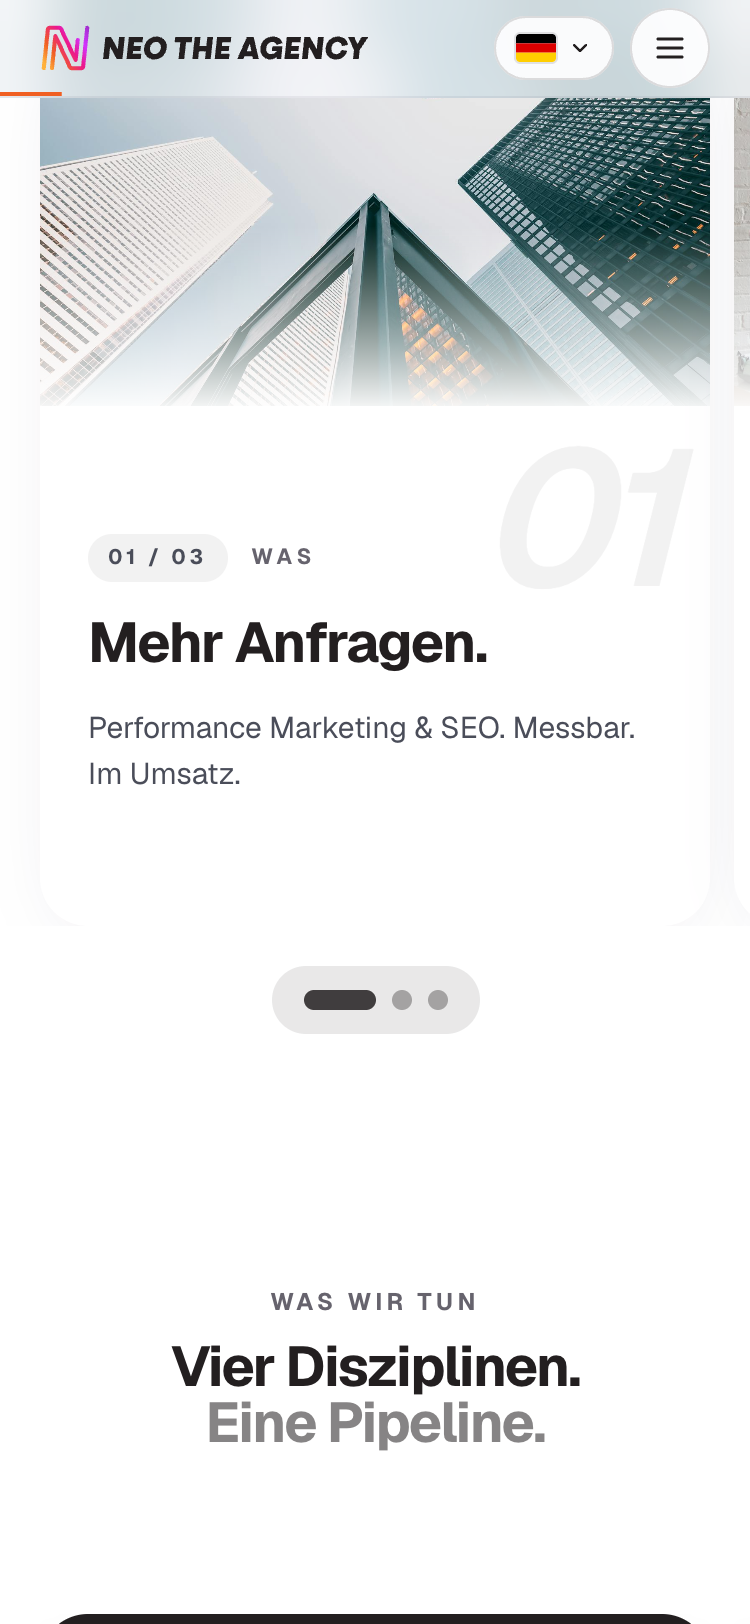 NEO THE AGENCY
01
01 / 03 WAS
Mehr Anfragen.
Performance Marketing & SEO. Messbar.
Im Umsatz.
WAS WIR TUN
Vier Disziplinen.
Eine Pipeline.